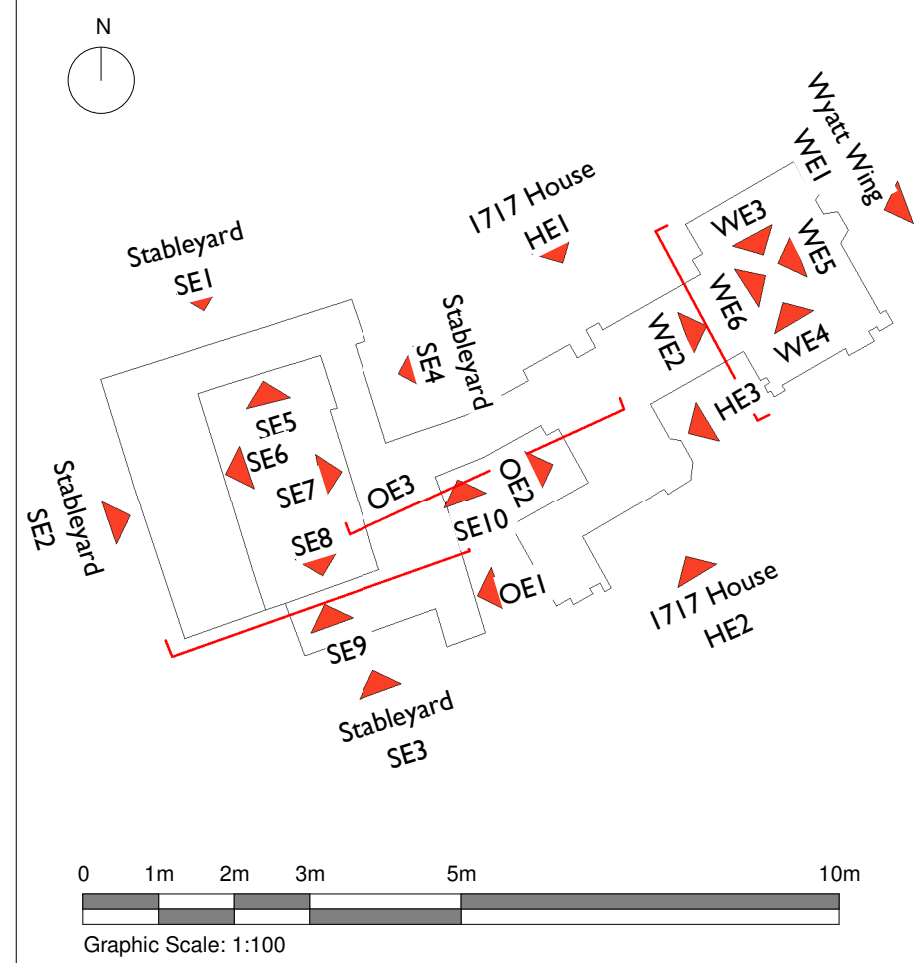 N
Wyatt Wing
WE1
1717 House
HE1
WE3
WE5
Stableyard
SE1
WE6
WE2
WE4
Stableyard
SE4
HE3
SE5
SE6
SE7
OE3
OE2
SE10
Stableyard
SE2
SE8
OE1
1717 House
HE2
SE9
Stableyard
SE3
0 1m 2m 3m 5m 10m
Graphic Scale: 1:100